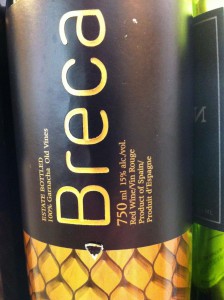 ESTATE BOTTLED
100% Garnacha Old Vines
Breca
750 ml 15% alc./vol.
Red Wine/Vin Rouge
Product of Spain/
Produit d'Espagne